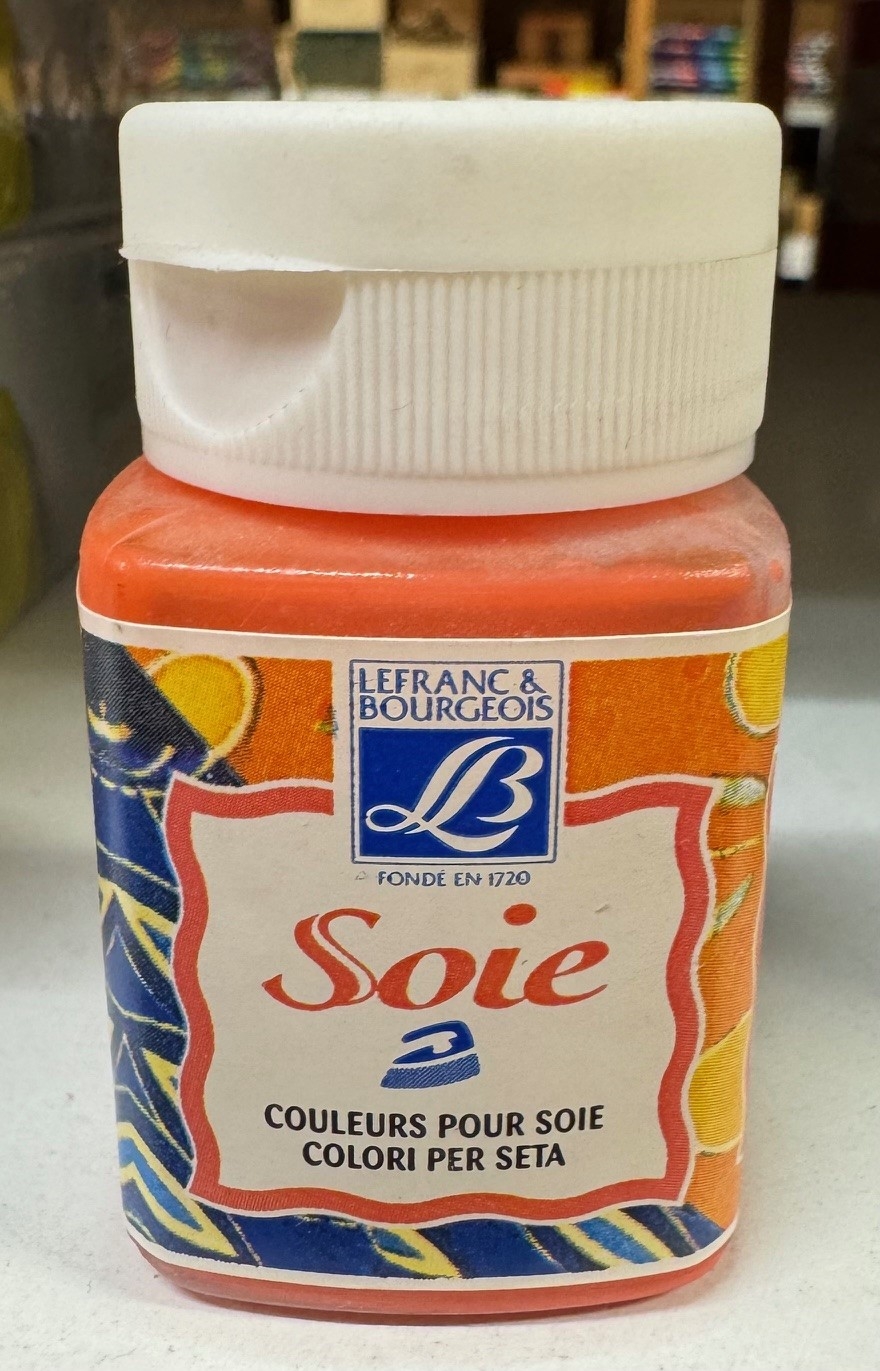 LEFRANC &
BOURGEOIS
LB
FONDÉ EN 1720
Soie
COULEURS POUR SOIE
COLORI PER SETA